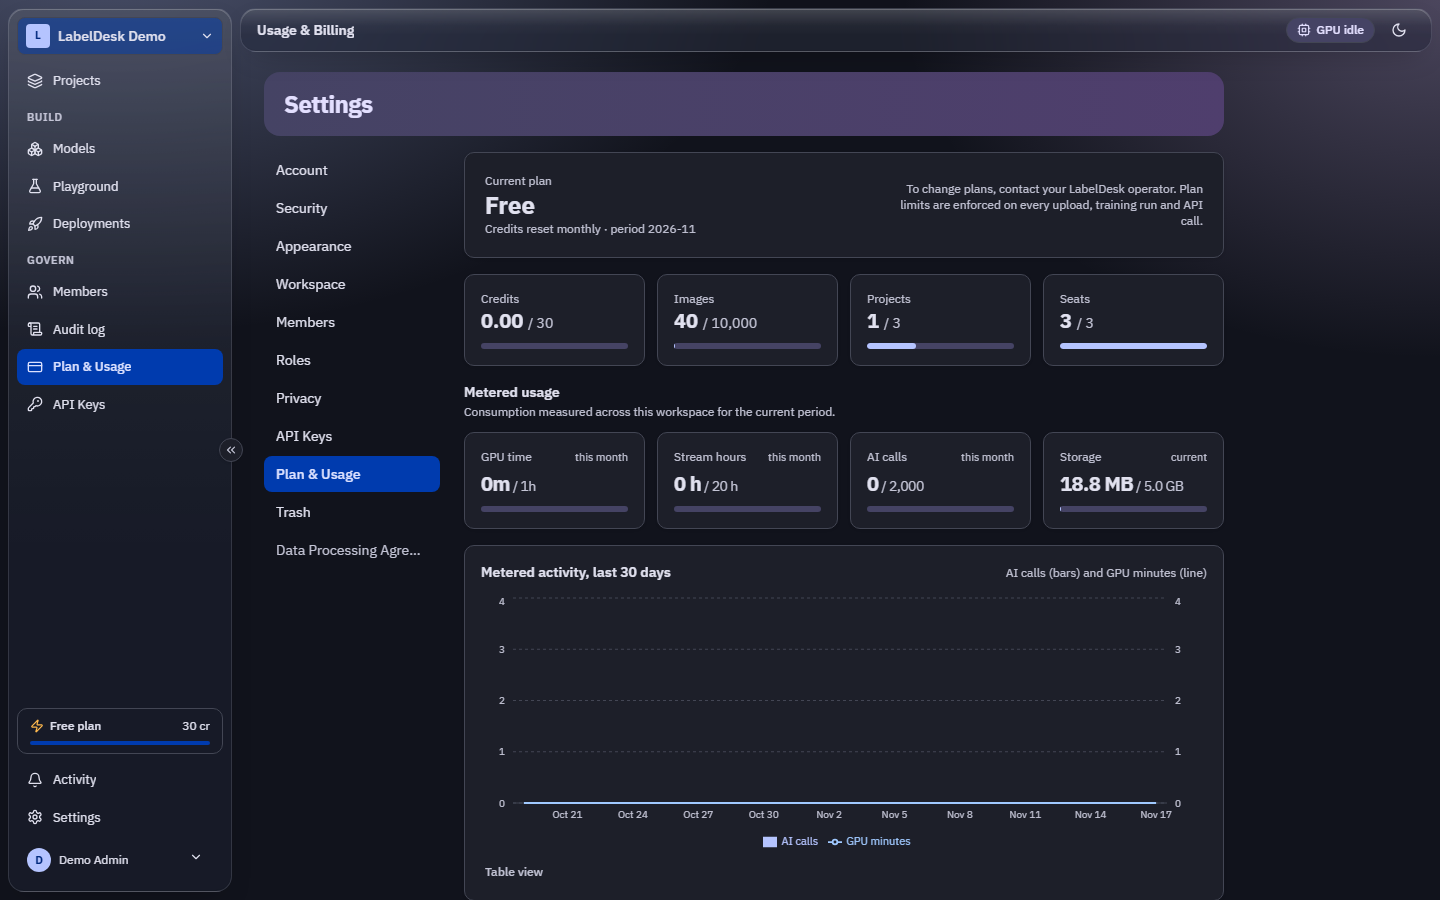 L LabelDesk Demo
Projects
BUILD
Models
Playground
Deployments
GOVERN
Members
Audit log
Plan & Usage
API Keys
Free plan 30 cr
Activity
Settings
D Demo Admin
Usage & Billing
GPU idle
Settings
Account
Security
Appearance
Workspace
Members
Roles
Privacy
API Keys
Plan & Usage
Trash
Data Processing Agre...
Current plan
Free
Credits reset monthly · period 2026-11
To change plans, contact your LabelDesk operator. Plan
limits are enforced on every upload, training run and API
call.
Credits
0.00 / 30
Images
40 / 10,000
Projects
1 / 3
Seats
3 / 3
Metered usage
Consumption measured across this workspace for the current period.
GPU time this month
0m / 1h
Stream hours this month
0 h / 20 h
AI calls this month
0 / 2,000
Storage current
18.8 MB / 5.0 GB
Metered activity, last 30 days
AI calls (bars) and GPU minutes (line)
4 4
3 3
2 2
1 1
0 0
Oct 21 Oct 24 Oct 27 Oct 30 Nov 2 Nov 5 Nov 8 Nov 11 Nov 14 Nov 17
AI calls GPU minutes
Table view